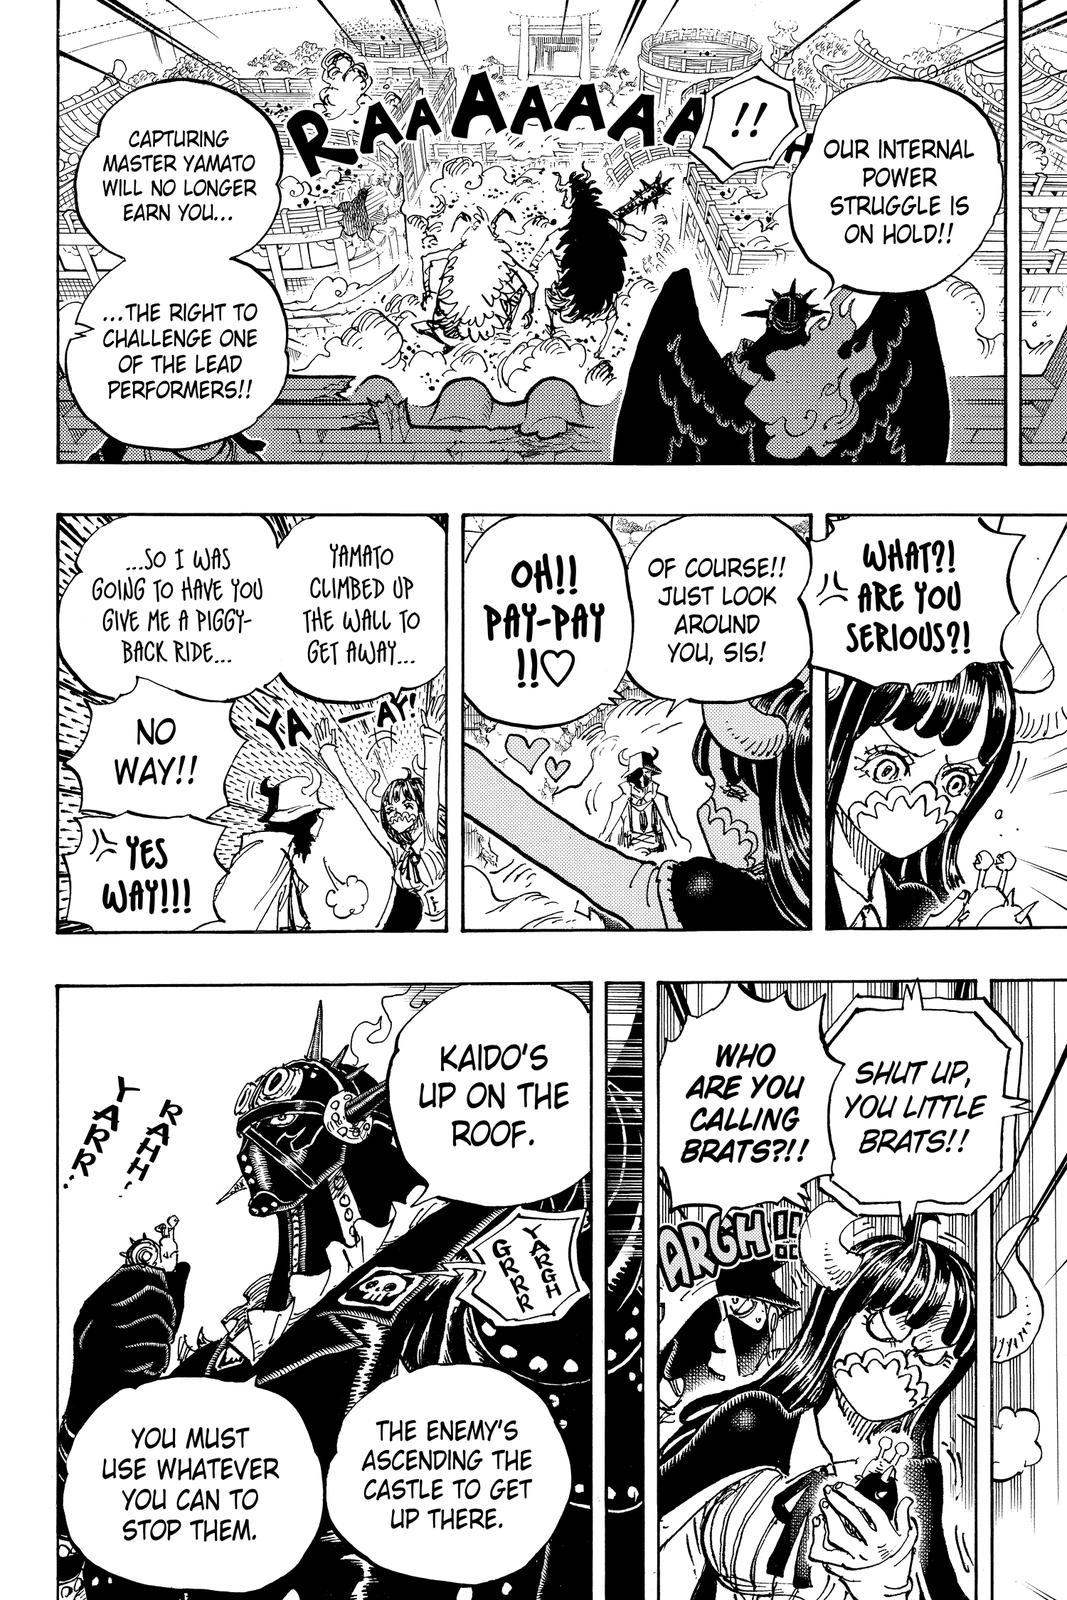 !!
OUR INTERNAL
POWER
STRUGGLE IS
ON HOLD!!
RAAAAAAAAH
CAPTURING
MASTER YAMATO
WILL NO LONGER
EARN YOU...
...THE RIGHT TO
CHALLENGE ONE
OF THE LEAD
PERFORMERS!!
WHAT?!
ARE YOU
SERIOUS?!
OF COURSE!!
JUST LOOK
AROUND
YOU, SIS!
OH!!
PAY-PAY
!!♡
YAMATO
CLIMBED UP
THE WALL TO
GET AWAY...
...SO I WAS
GOING TO HAVE YOU
GIVE ME A PIGGY-
BACK RIDE...
YA
—AY!
NO
WAY!!
YES
WAY!!!
SHUT UP,
YOU LITTLE
BRATS!!
WHO
ARE YOU
CALLING
BRATS?!!
ARGH!!
KAIDO'S
UP ON THE
ROOF.
YARGH
GRRR
RAHH!
YARR!
THE ENEMY'S
ASCENDING THE
CASTLE TO GET
UP THERE.
YOU MUST
USE WHATEVER
YOU CAN TO
STOP THEM.